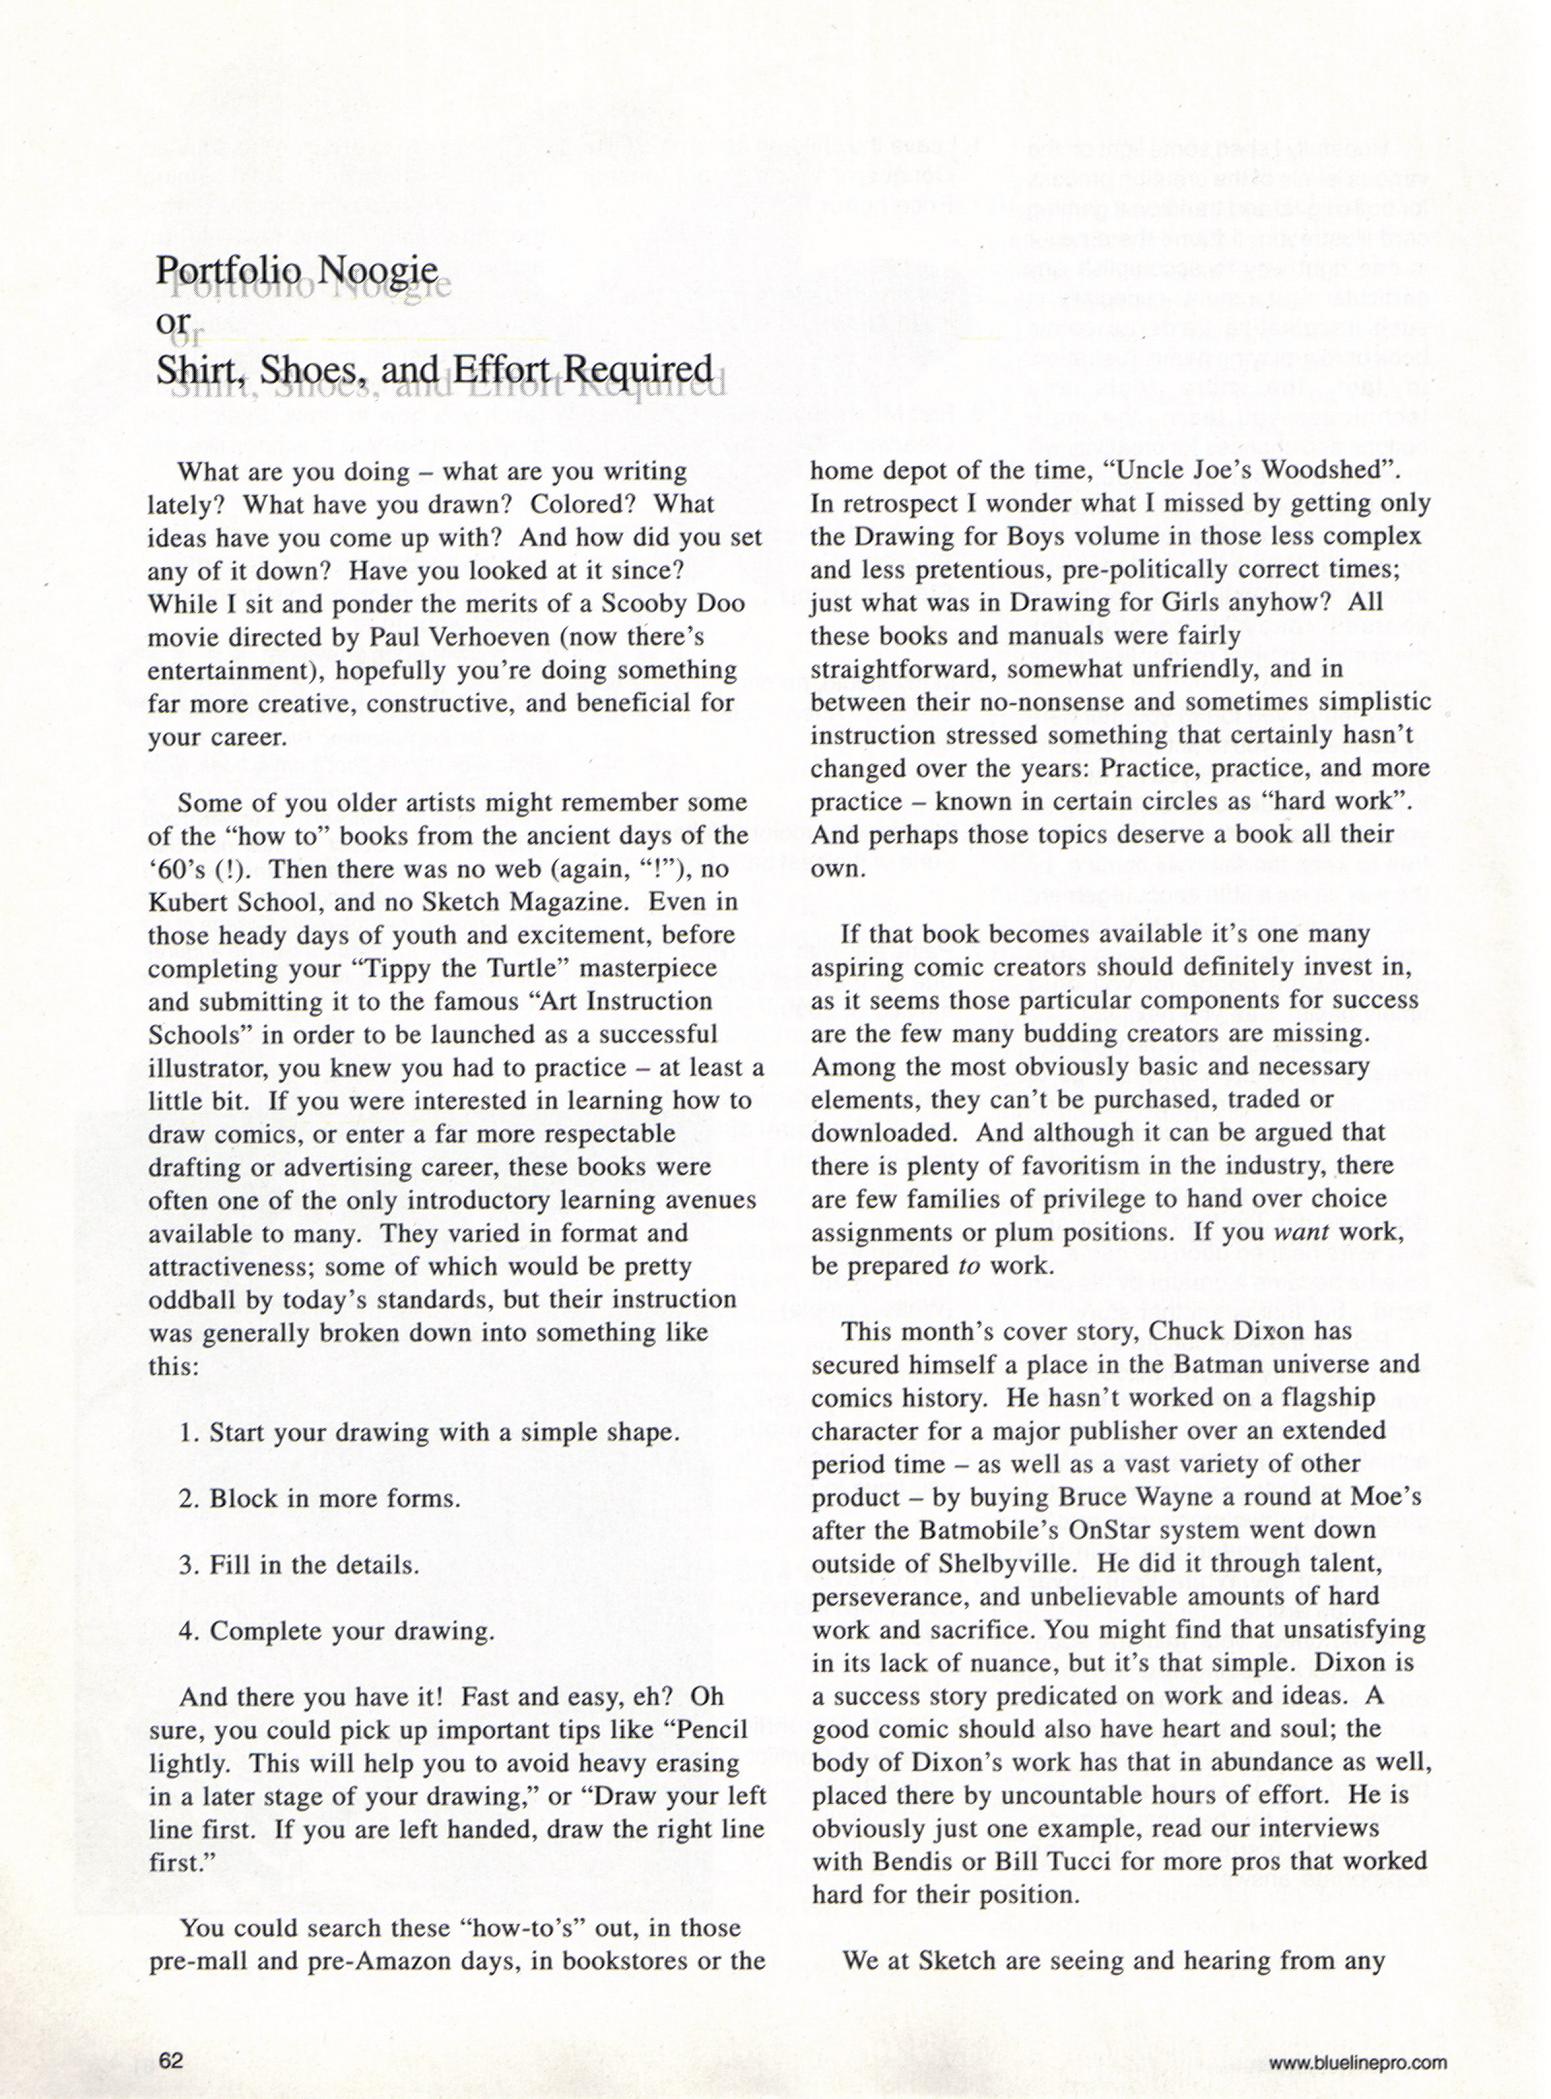 Portfolio Noogie
or
Shirt, Shoes, and Effort Required
What are you doing – what are you writing
lately? What have you drawn? Colored? What
ideas have you come up with? And how did you set
any of it down? Have you looked at it since?
While I sit and ponder the merits of a Scooby Doo
movie directed by Paul Verhoeven (now there's
entertainment), hopefully you're doing something
far more creative, constructive, and beneficial for
your career.
Some of you older artists might remember some
of the “how to” books from the ancient days of the
‘60’s (!). Then there was no web (again, “!”), no
Kubert School, and no Sketch Magazine. Even in
those heady days of youth and excitement, before
completing your “Tippy the Turtle” masterpiece
and submitting it to the famous “Art Instruction
Schools” in order to be launched as a successful
illustrator, you knew you had to practice – at least a
little bit. If you were interested in learning how to
draw comics, or enter a far more respectable
drafting or advertising career, these books were
often one of the only introductory learning avenues
available to many. They varied in format and
attractiveness; some of which would be pretty
oddball by today’s standards, but their instruction
was generally broken down into something like
this:
1. Start your drawing with a simple shape.
2. Block in more forms.
3. Fill in the details.
4. Complete your drawing.
And there you have it! Fast and easy, eh? Oh
sure, you could pick up important tips like “Pencil
lightly. This will help you to avoid heavy erasing
in a later stage of your drawing,” or “Draw your left
line first. If you are left handed, draw the right line
first.”
You could search these “how-to’s” out, in those
pre-mall and pre-Amazon days, in bookstores or the
home depot of the time, “Uncle Joe’s Woodshed”.
In retrospect I wonder what I missed by getting only
the Drawing for Boys volume in those less complex
and less pretentious, pre-politically correct times;
just what was in Drawing for Girls anyhow? All
these books and manuals were fairly
straightforward, somewhat unfriendly, and in
between their no-nonsense and sometimes simplistic
instruction stressed something that certainly hasn’t
changed over the years: Practice, practice, and more
practice – known in certain circles as “hard work”.
And perhaps those topics deserve a book all their
own.
If that book becomes available it’s one many
aspiring comic creators should definitely invest in,
as it seems those particular components for success
are the few many budding creators are missing.
Among the most obviously basic and necessary
elements, they can’t be purchased, traded or
downloaded. And although it can be argued that
there is plenty of favoritism in the industry, there
are few families of privilege to hand over choice
assignments or plum positions. If you want work,
be prepared to work.
This month’s cover story, Chuck Dixon has
secured himself a place in the Batman universe and
comics history. He hasn’t worked on a flagship
character for a major publisher over an extended
period time – as well as a vast variety of other
product – by buying Bruce Wayne a round at Moe’s
after the Batmobile’s OnStar system went down
outside of Shelbyville. He did it through talent,
perseverance, and unbelievable amounts of hard
work and sacrifice. You might find that unsatisfying
in its lack of nuance, but it’s that simple. Dixon is
a success story predicated on work and ideas. A
good comic should also have heart and soul; the
body of Dixon’s work has that in abundance as well,
placed there by uncountable hours of effort. He is
obviously just one example, read our interviews
with Bendis or Bill Tucci for more pros that worked
hard for their position.
We at Sketch are seeing and hearing from any
62
www.bluelinepro.com